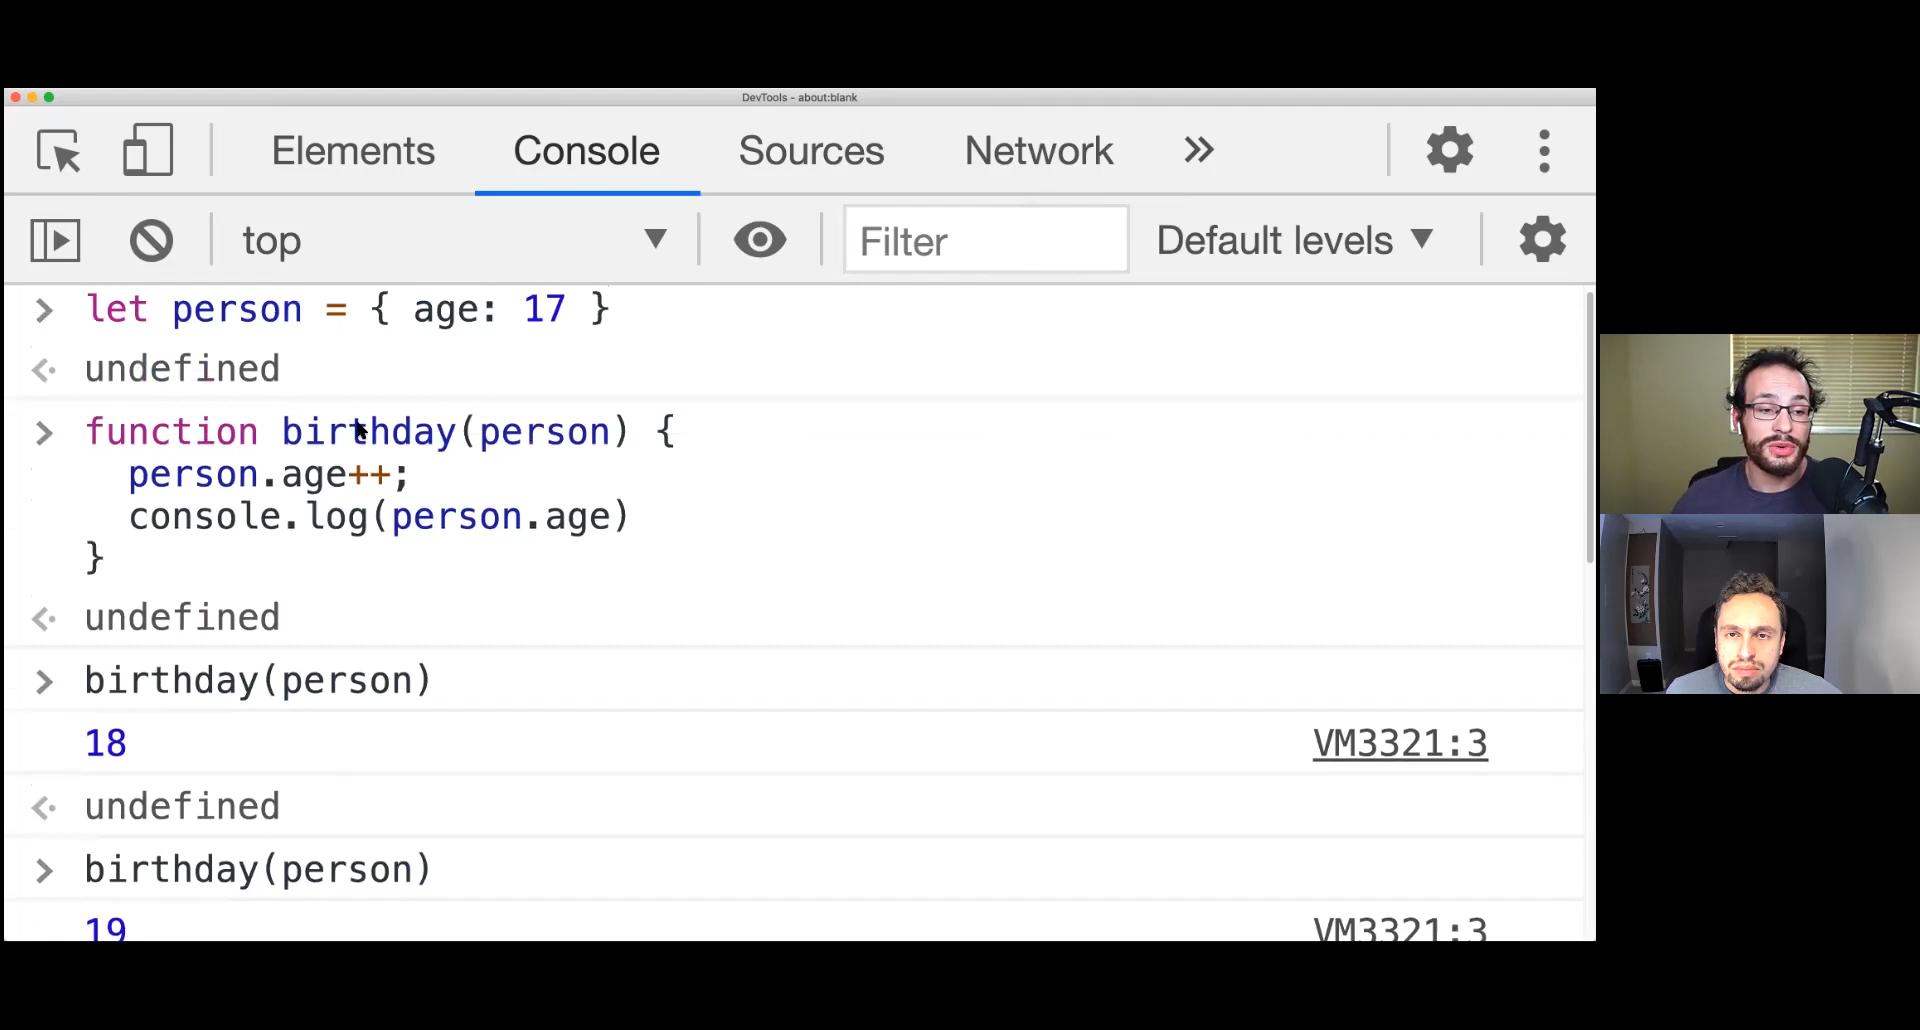 DevTools - about:blank
Elements Console Sources Network
top Filter Default levels
let person = { age: 17 }
undefined
function birthday(person) {
person.age++;
console.log(person.age)
}
undefined
birthday(person)
18 VM3321:3
undefined
birthday(person)
19 VM3321:3